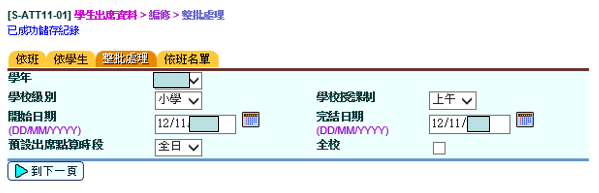 [S-ATT11-01] 學生出席資料 > 編修 > 整批處理
已成功儲存紀錄
依班 依學生 整批處理 依班名單
學年
學校級別 小學 學校授課制 上午
開始日期 12/11/ 完結日期 12/11/
(DD/MM/YYYY) (DD/MM/YYYY)
預設出席點算時段 全日 全校
到下一頁